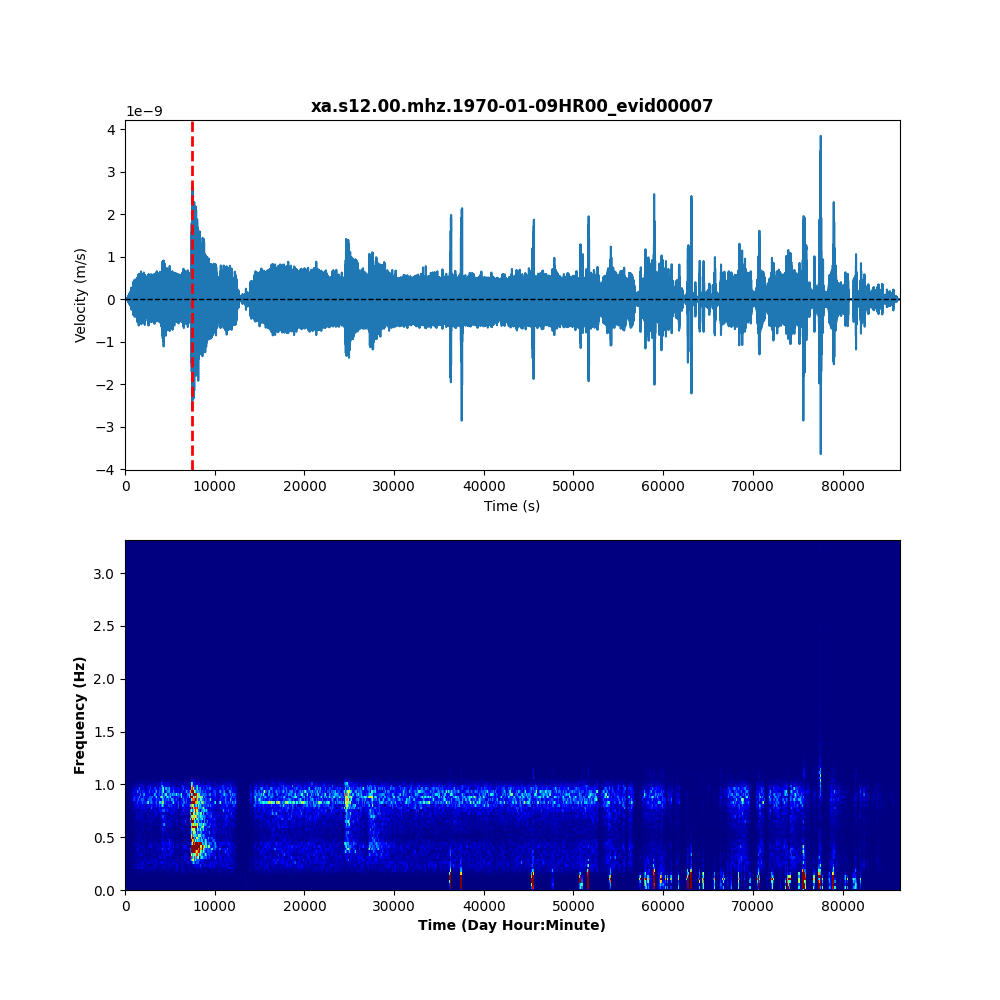 xa.s12.00.mhz.1970-01-09HR00_evid00007
1e−9
4
3
2
1
0
−1
−2
−3
−4
Velocity (m/s)
0 10000 20000 30000 40000 50000 60000 70000 80000
Time (s)
3.0
2.5
2.0
1.5
1.0
0.5
0.0
Frequency (Hz)
0 10000 20000 30000 40000 50000 60000 70000 80000
Time (Day Hour:Minute)